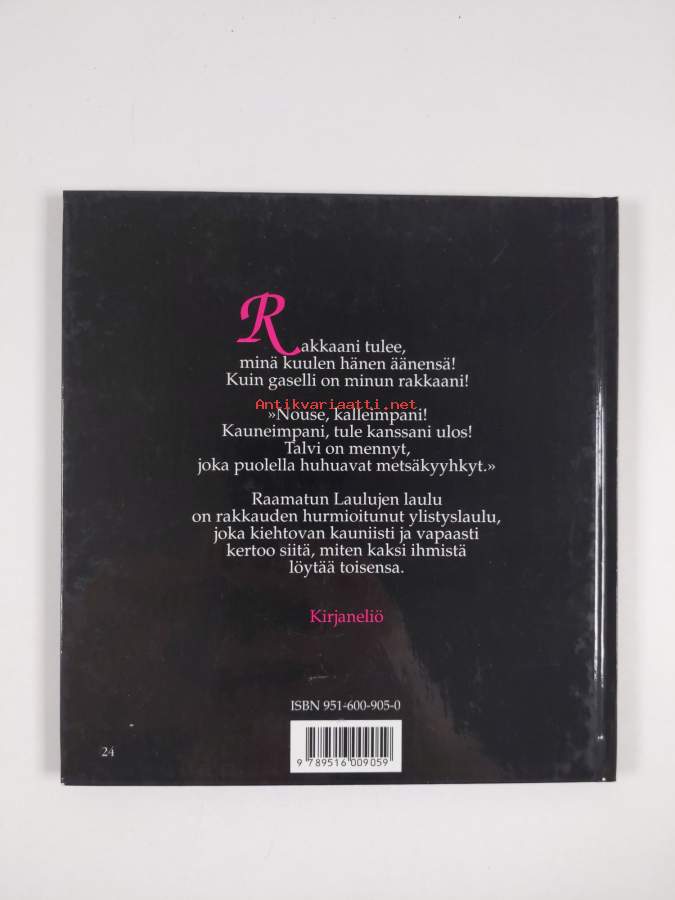 Rakkaani tulee,
minä kuulen hänen äänensä!
Kuin gaselli on minun rakkaani!
Antikvariaatti.net
»Nouse, kalleimpani!
Kauneimpani, tule kanssani ulos!
Talvi on mennyt,
joka puolella huhuavat metsäkyyhkyt.»
Raamatun Laulujen laulu
on rakkauden hurmioitunut ylistyslaulu,
joka kiehtovan kauniisti ja vapaasti
kertoo siitä, miten kaksi ihmistä
löytää toisensa.
Kirjaneliö
ISBN 951-600-905-0
24
9 789516 009059